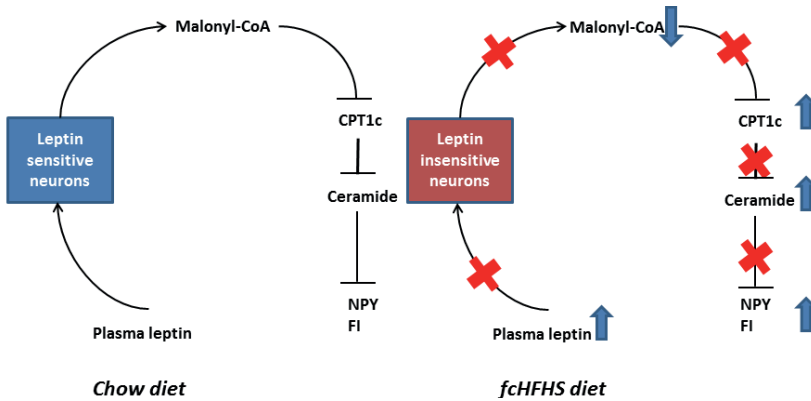 Malonyl-CoA
Leptin
sensitive
neurons
CPT1c
Ceramide
NPY
FI
Plasma leptin
Chow diet
Malonyl-CoA
Leptin
insensitive
neurons
CPT1c
Ceramide
NPY
FI
Plasma leptin
fcHFHS diet